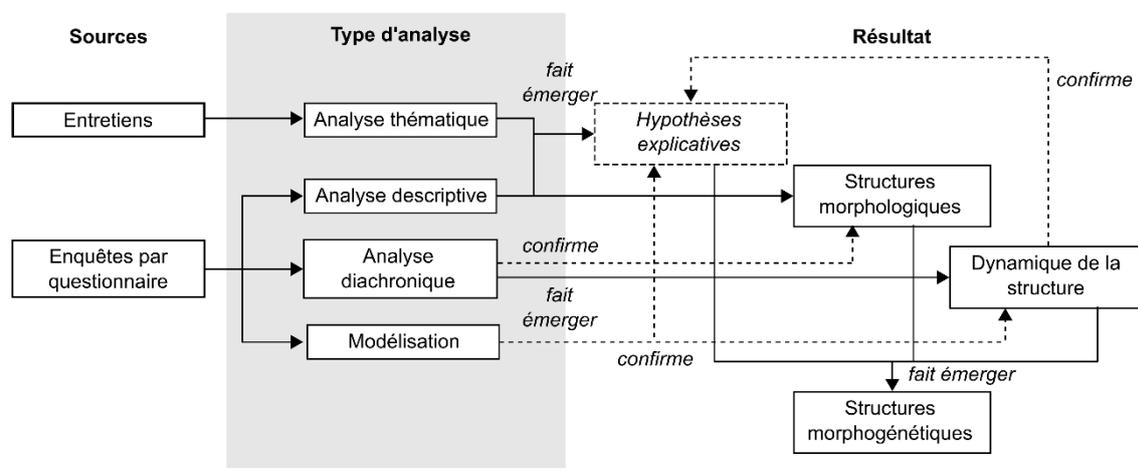 Sources
Type d'analyse
Résultat
fait
émerger
confirme
Entretiens
Analyse thématique
Hypothèses
explicatives
Analyse descriptive
Structures
morphologiques
Enquêtes par
questionnaire
Analyse
diachronique
confirme
Dynamique de la
structure
fait
émerger
Modélisation
confirme
fait émerger
Structures
morphogénétiques